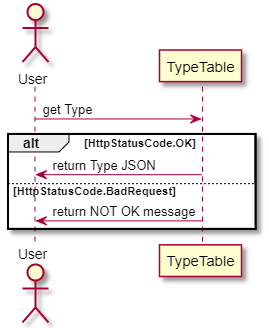 User
TypeTable
get Type
alt
[HttpStatusCode.OK]
return Type JSON
[HttpStatusCode.BadRequest]
return NOT OK message
User
TypeTable